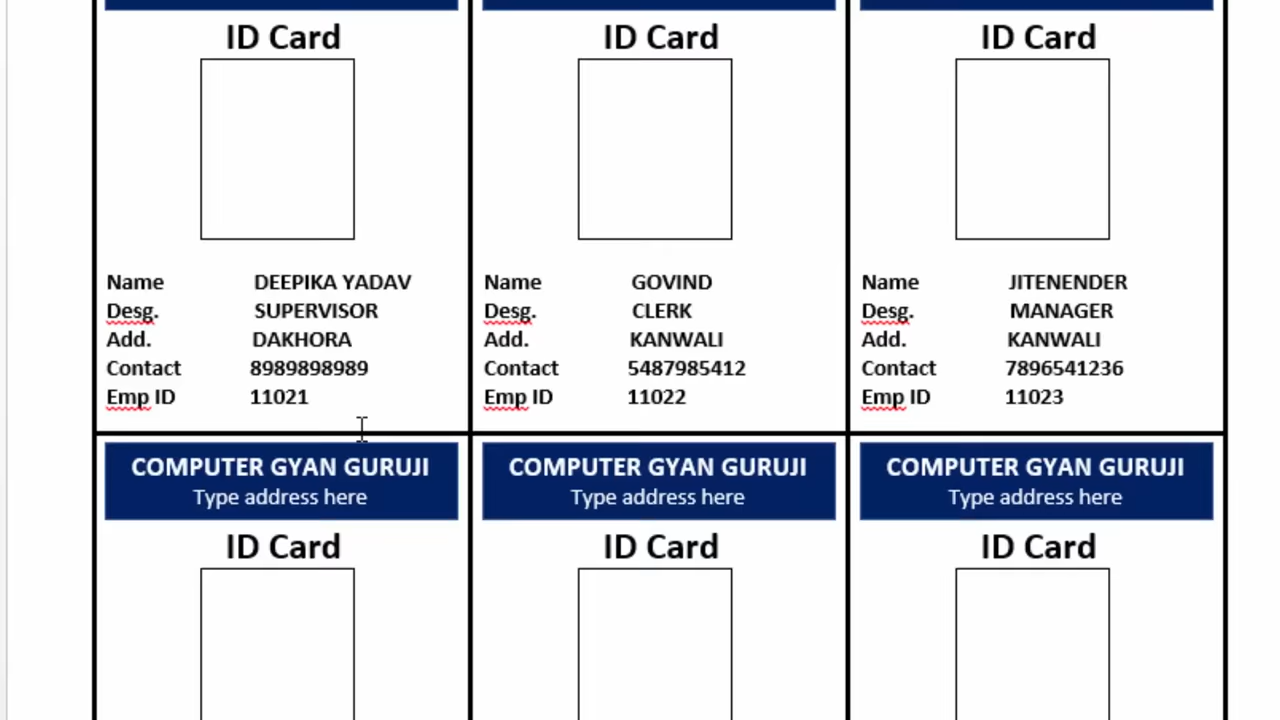 ID Card ID Card ID Card
Name DEEPIKA YADAV Name GOVIND Name JITENENDER
Desg. SUPERVISOR Desg. CLERK Desg. MANAGER
Add. DAKHORA Add. KANWALI Add. KANWALI
Contact 8989898989 Contact 5487985412 Contact 7896541236
Emp ID 11021 Emp ID 11022 Emp ID 11023
COMPUTER GYAN GURUJI COMPUTER GYAN GURUJI COMPUTER GYAN GURUJI
Type address here Type address here Type address here
ID Card ID Card ID Card